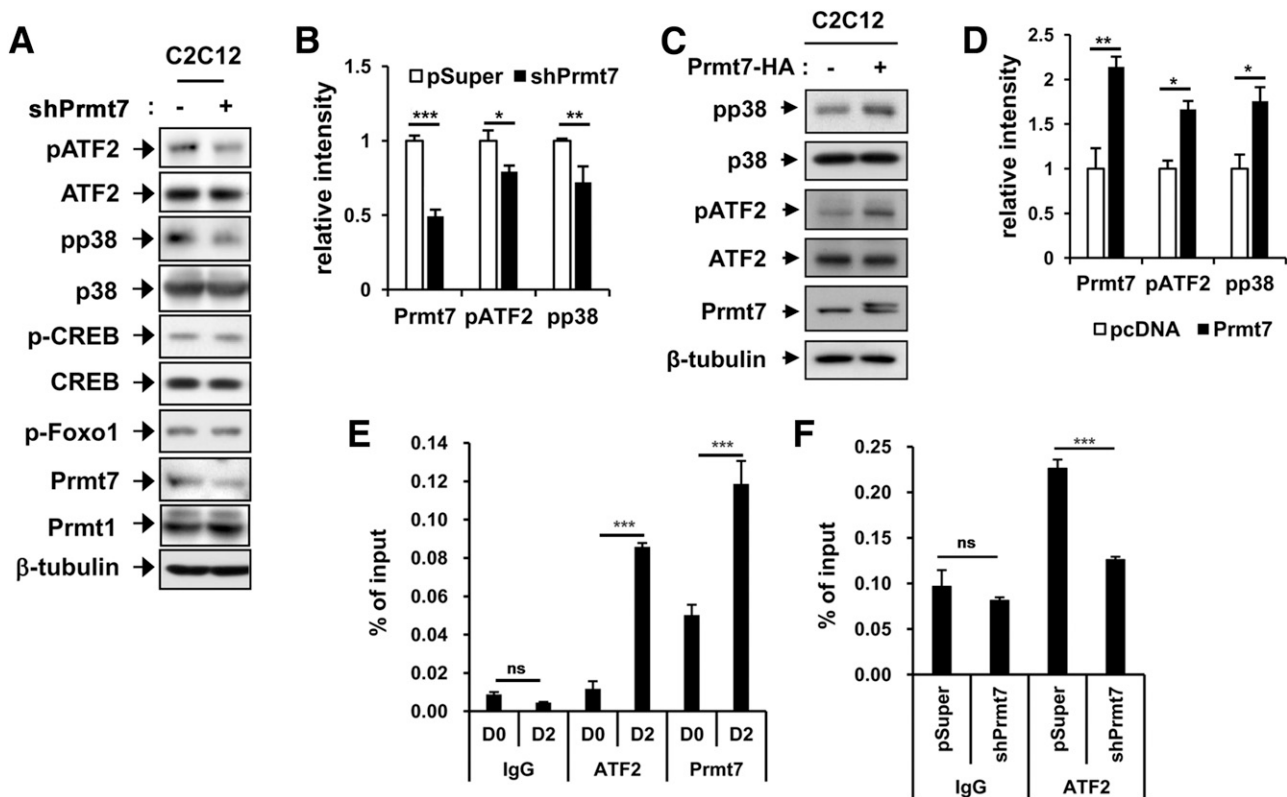 A
C2C12
shPrmt7 : - +
pATF2
ATF2
pp38
p38
p-CREB
CREB
p-Foxo1
Prmt7
Prmt1
β-tubulin
B
pSuper shPrmt7
relative intensity
1.5
1
0.5
0
*** * **
Prmt7 pATF2 pp38
C
C2C12
Prmt7-HA : - +
pp38
p38
pATF2
ATF2
Prmt7
β-tubulin
D
relative intensity
2.5
2
1.5
1
0.5
0
** * *
Prmt7 pATF2 pp38
pcDNA Prmt7
E
% of input
0.14
0.12
0.10
0.08
0.06
0.04
0.02
0.00
ns *** ***
D0 D2 D0 D2 D0 D2
IgG ATF2 Prmt7
F
% of input
0.25
0.20
0.15
0.10
0.05
0.00
ns ***
pSuper shPrmt7 pSuper shPrmt7
IgG ATF2